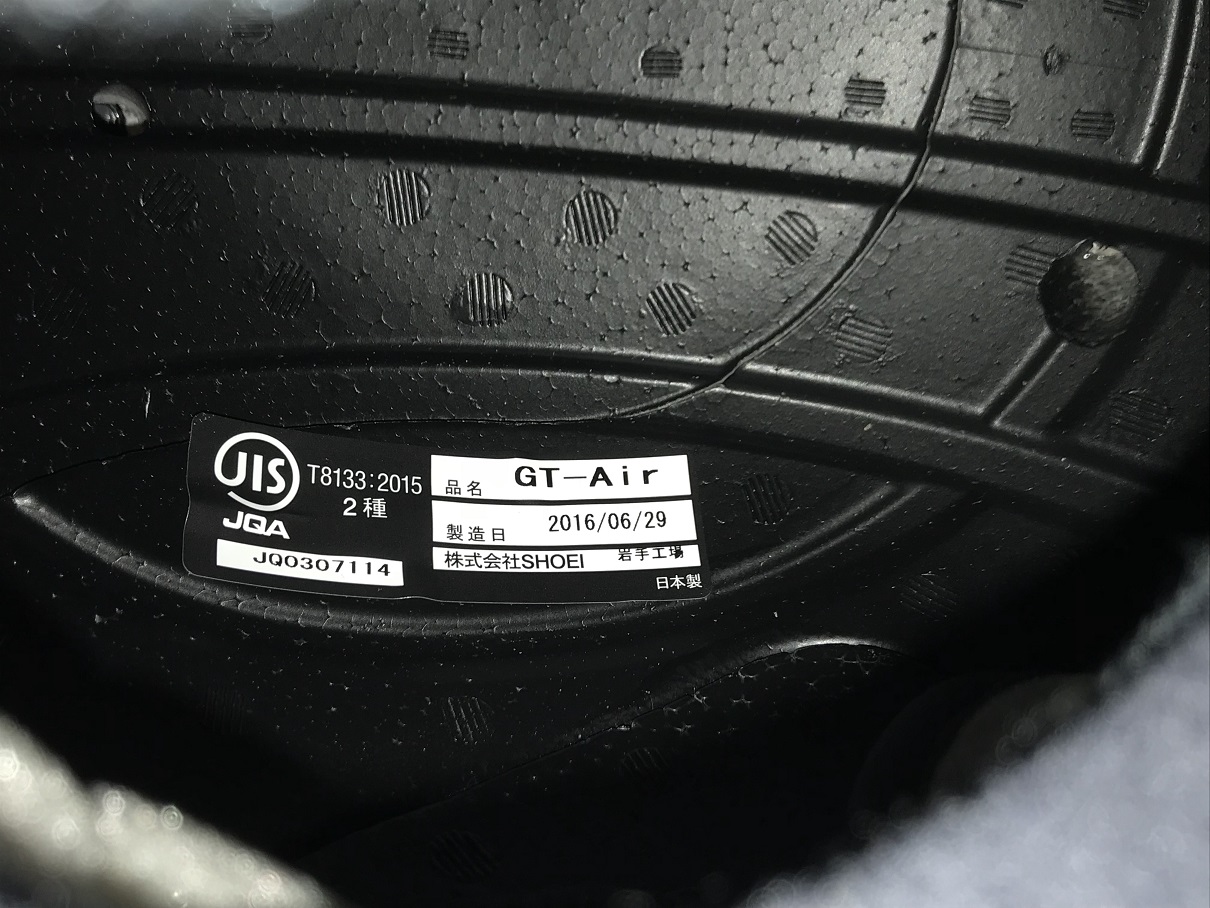 JIS
T8133:2015
2種
JQA
JQ0307114
品名 GT-Air
製造日 2016/06/29
株式会社SHOEI 岩手工場
日本製